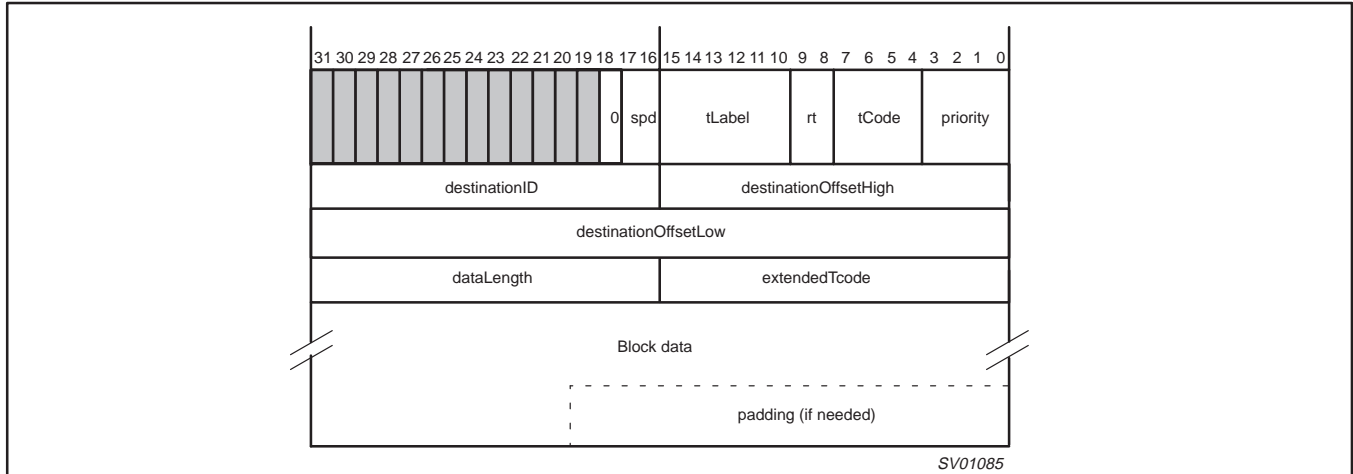 31 30 29 28 27 26 25 24 23 22 21 20 19 18 17 16 15 14 13 12 11 10 9 8 7 6 5 4 3 2 1 0
0 spd tLabel rt tCode priority
destinationID destinationOffsetHigh
destinationOffsetLow
dataLength extendedTcode
Block data
padding (if needed)
SV01085